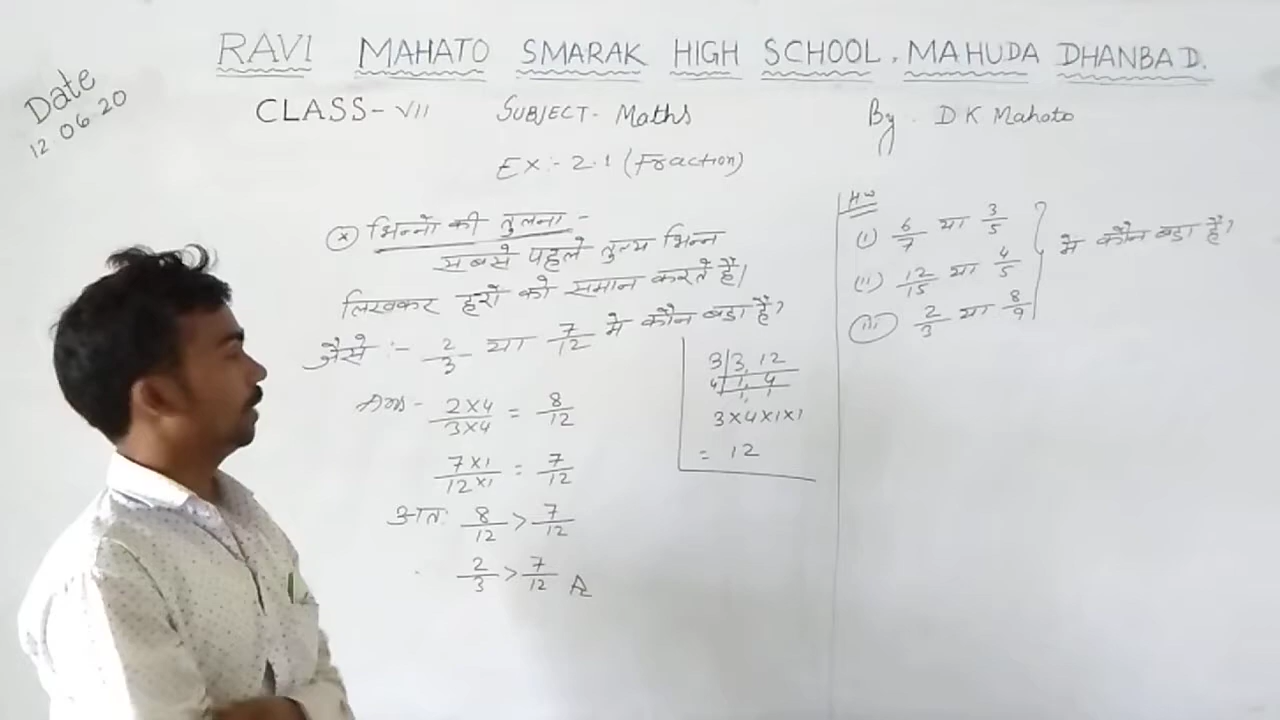 RAVI MAHATO SMARAK HIGH SCHOOL, MAHUDA DHANBAD.
Date
12 06 20
CLASS- VII SUBJECT- Maths By. D K Mahato
EX:- 2.1 (Fraction)
(×) भिन्नों की तुलना -
सबसे पहले तुल्य भिन्न
लिखकर हरों को समान करते हैं।
जैसे :- 2/3 या 7/12 मे कौन बडा है?
Ans- 2×4/3×4 = 8/12
7×1/12×1 = 7/12
अतः 8/12 > 7/12
2/3 > 7/12 A
3|3, 12
4|1, 4
1, 1
3×4×1×1
= 12
HW
(i) 6/7 या 3/5
(ii) 12/15 या 4/5
(iii) 2/3 या 8/9
मे कौन बडा है?